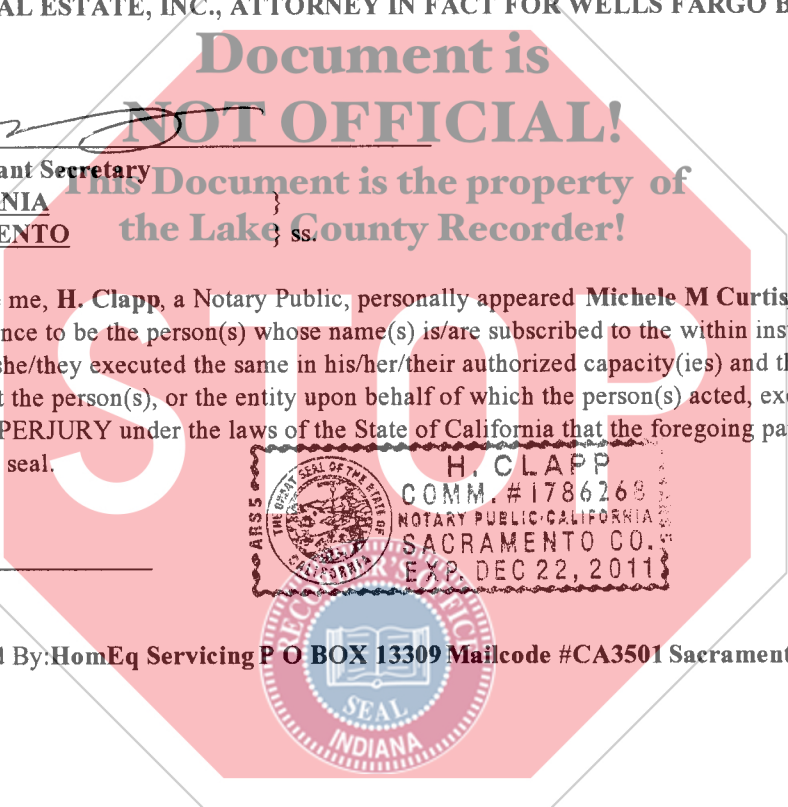 AL ESTATE, INC., ATTORNEY IN FACT FOR WELLS FARGO B
Document is
NOT OFFICIAL!
ant Secretary
This Document is the property of
NIA }
ENTO } ss.
the Lake County Recorder!
me, H. Clapp, a Notary Public, personally appeared Michele M Curtis
nce to be the person(s) whose name(s) is/are subscribed to the within ins
she/they executed the same in his/her/their authorized capacity(ies) and th
t the person(s), or the entity upon behalf of which the person(s) acted, exe
PERJURY under the laws of the State of California that the foregoing pa
seal.
STOP
ARS5
THE GREAT SEAL OF THE STATE OF CALIFORNIA
H. CLAPP
COMM. #1786268
NOTARY PUBLIC·CALIFORNIA
SACRAMENTO CO.
EXP. DEC 22, 2011
By:HomEq Servicing P O BOX 13309 Mailcode #CA3501 Sacrament
RECORDER'S OFFICE
SEAL
INDIANA